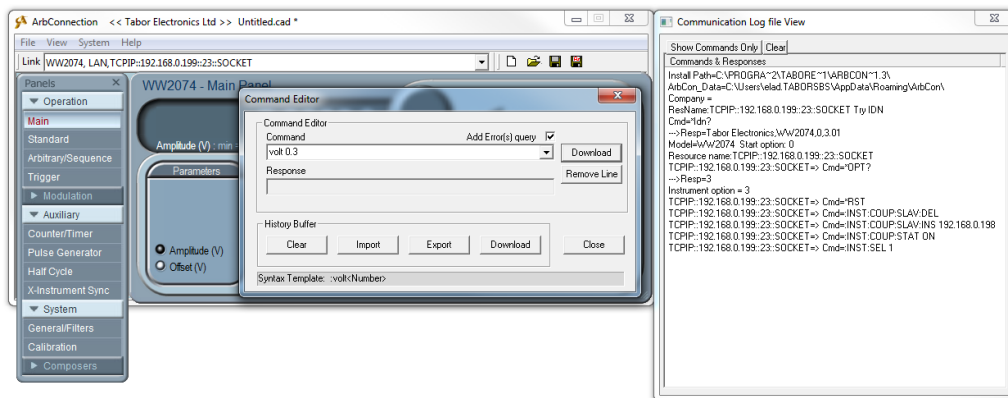 ArbConnection << Tabor Electronics Ltd >> Untitled.cad *
File View System Help
Link WW2074, LAN,TCPIP::192.168.0.199::23::SOCKET
Panels
Operation
Main
Standard
Arbitrary/Sequence
Trigger
Modulation
Auxiliary
Counter/Timer
Pulse Generator
Half Cycle
X-Instrument Sync
System
General/Filters
Calibration
Composers
WW2074 - Main Panel
Amplitude (V) : min =
Parameters
Amplitude (V)
Offset (V)
Command Editor
Command Editor
Command
Add Error(s) query
volt 0.3
Download
Response
Remove Line
History Buffer
Clear
Import
Export
Download
Close
Syntax Template: :volt<Number>
Communication Log file View
Show Commands Only
Clear
Commands & Responses
Install Path=C:\PROGRA~2\TABORE~1\ARBCON~1.3\
ArbCon_Data=C:\Users\elad.TABORSBS\AppData\Roaming\ArbCon\
Company =
ResName:TCPIP::192.168.0.199::23::SOCKET Try IDN
Cmd=*Idn?
--->Resp=Tabor Electronics,WW2074,0,3.01
Model=WW2074 Start option: 0
Resource name:TCPIP::192.168.0.199::23::SOCKET
TCPIP::192.168.0.199::23::SOCKET=> Cmd=*OPT?
--->Resp=3
Instrument option = 3
TCPIP::192.168.0.199::23::SOCKET=> Cmd=*RST
TCPIP::192.168.0.199::23::SOCKET=> Cmd=:INST:COUP:SLAV:DEL
TCPIP::192.168.0.199::23::SOCKET=> Cmd=:INST:COUP:SLAV:INS 192.168.0.198
TCPIP::192.168.0.199::23::SOCKET=> Cmd=:INST:COUP:STAT ON
TCPIP::192.168.0.199::23::SOCKET=> Cmd=:INST:SEL 1